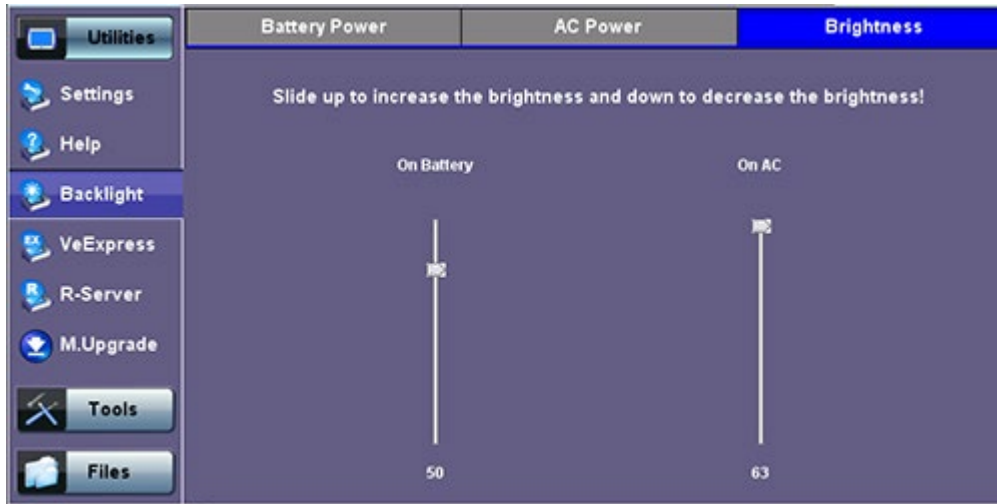 Utilities
Battery Power
AC Power
Brightness
Settings
Help
Backlight
VeExpress
R-Server
M.Upgrade
Tools
Files
Slide up to increase the brightness and down to decrease the brightness!
On Battery
On AC
50
63